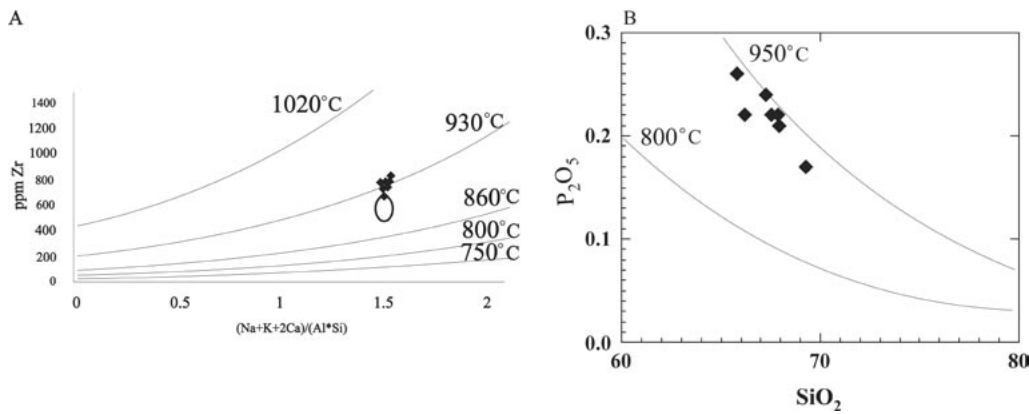 A
1400
1200
1000
800
600
400
200
0
ppm Zr
1020°C
930°C
860°C
800°C
750°C
0 0.5 1 1.5 2
(Na+K+2Ca)/(Al*Si)
B
0.3
0.2
0.1
0.0
P₂O₅
950°C
800°C
60 70 80
SiO₂